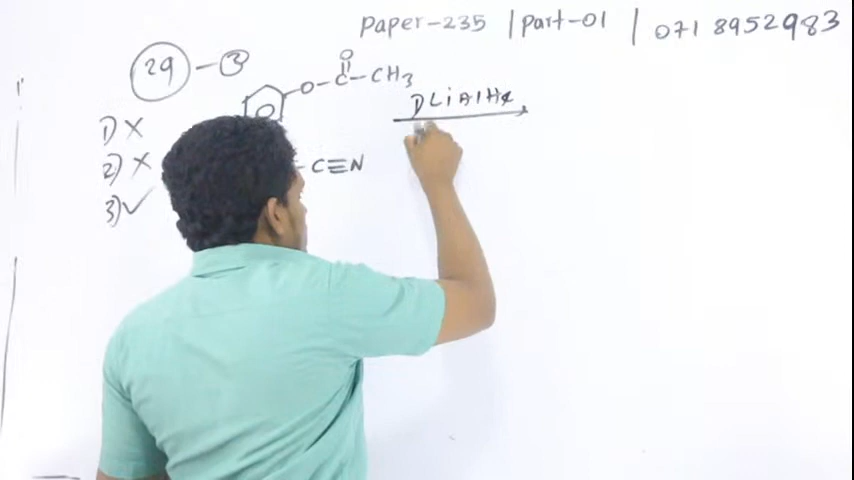 Paper-235 | Part-01 | 071 8952983
29 - 3
O
O-C-CH3
1) LiAlH4
1) X
2) X
C≡N
3) ✓